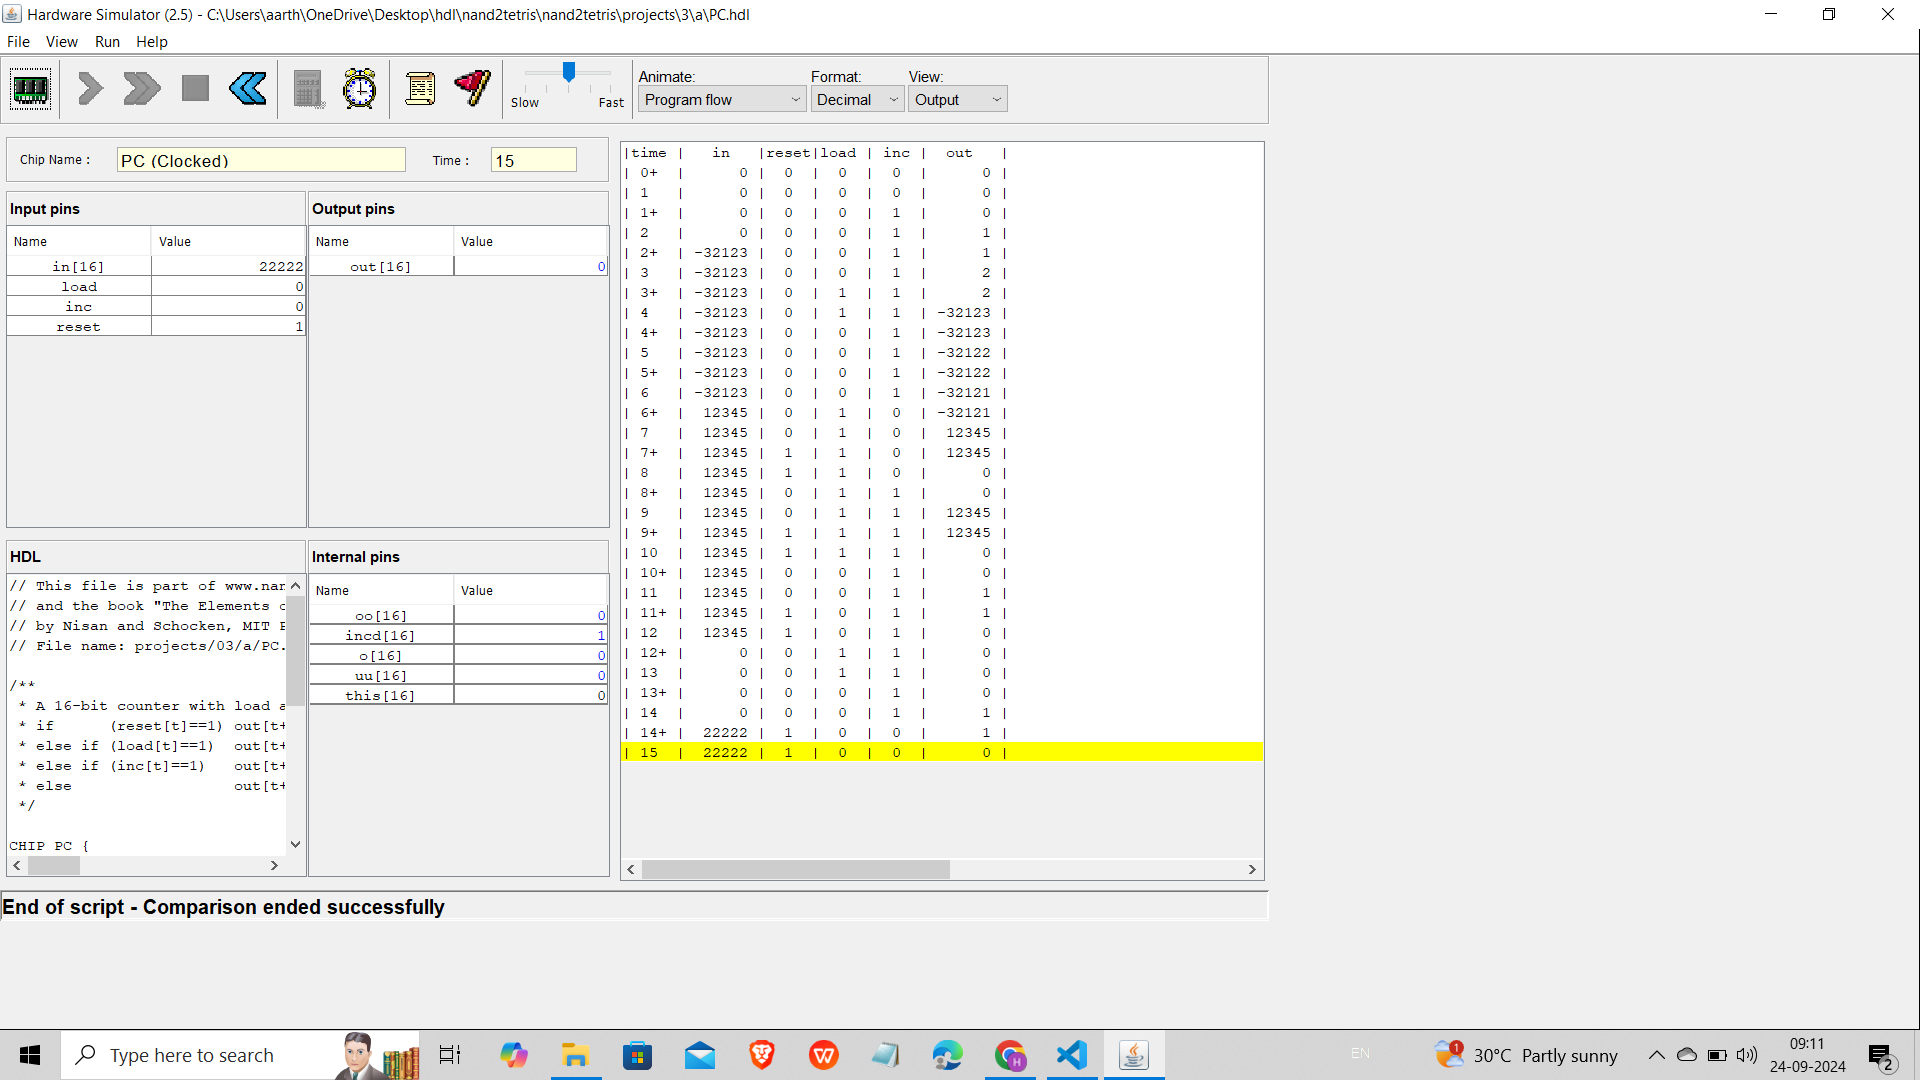 Hardware Simulator (2.5) - C:\Users\aarth\OneDrive\Desktop\hdl\nand2tetris\nand2tetris\projects\3\a\PC.hdl
File View Run Help
Slow Fast
Animate: Format: View:
Program flow Decimal Output
Chip Name : PC (Clocked) Time : 15
Input pins
Name Value
in[16] 22222
load 0
inc 0
reset 1
Output pins
Name Value
out[16] 0
HDL
// This file is part of www.nan
// and the book "The Elements o
// by Nisan and Schocken, MIT P
// File name: projects/03/a/PC.
/**
* A 16-bit counter with load a
* if (reset[t]==1) out[t+
* else if (load[t]==1) out[t+
* else if (inc[t]==1) out[t+
* else out[t+
*/
CHIP PC {
Internal pins
Name Value
oo[16] 0
incd[16] 1
o[16] 0
uu[16] 0
this[16] 0
|time | in |reset|load | inc | out |
| 0+ | 0 | 0 | 0 | 0 | 0 |
| 1 | 0 | 0 | 0 | 0 | 0 |
| 1+ | 0 | 0 | 0 | 1 | 0 |
| 2 | 0 | 0 | 0 | 1 | 1 |
| 2+ | -32123 | 0 | 0 | 1 | 1 |
| 3 | -32123 | 0 | 0 | 1 | 2 |
| 3+ | -32123 | 0 | 1 | 1 | 2 |
| 4 | -32123 | 0 | 1 | 1 | -32123 |
| 4+ | -32123 | 0 | 0 | 1 | -32123 |
| 5 | -32123 | 0 | 0 | 1 | -32122 |
| 5+ | -32123 | 0 | 0 | 1 | -32122 |
| 6 | -32123 | 0 | 0 | 1 | -32121 |
| 6+ | 12345 | 0 | 1 | 0 | -32121 |
| 7 | 12345 | 0 | 1 | 0 | 12345 |
| 7+ | 12345 | 1 | 1 | 0 | 12345 |
| 8 | 12345 | 1 | 1 | 0 | 0 |
| 8+ | 12345 | 0 | 1 | 1 | 0 |
| 9 | 12345 | 0 | 1 | 1 | 12345 |
| 9+ | 12345 | 1 | 1 | 1 | 12345 |
| 10 | 12345 | 1 | 1 | 1 | 0 |
| 10+ | 12345 | 0 | 0 | 1 | 0 |
| 11 | 12345 | 0 | 0 | 1 | 1 |
| 11+ | 12345 | 1 | 0 | 1 | 1 |
| 12 | 12345 | 1 | 0 | 1 | 0 |
| 12+ | 0 | 0 | 1 | 1 | 0 |
| 13 | 0 | 0 | 1 | 1 | 0 |
| 13+ | 0 | 0 | 0 | 1 | 0 |
| 14 | 0 | 0 | 0 | 1 | 1 |
| 14+ | 22222 | 1 | 0 | 0 | 1 |
| 15 | 22222 | 1 | 0 | 0 | 0 |
End of script - Comparison ended successfully
Type here to search
EN
1
30°C Partly sunny
09:11
24-09-2024
2